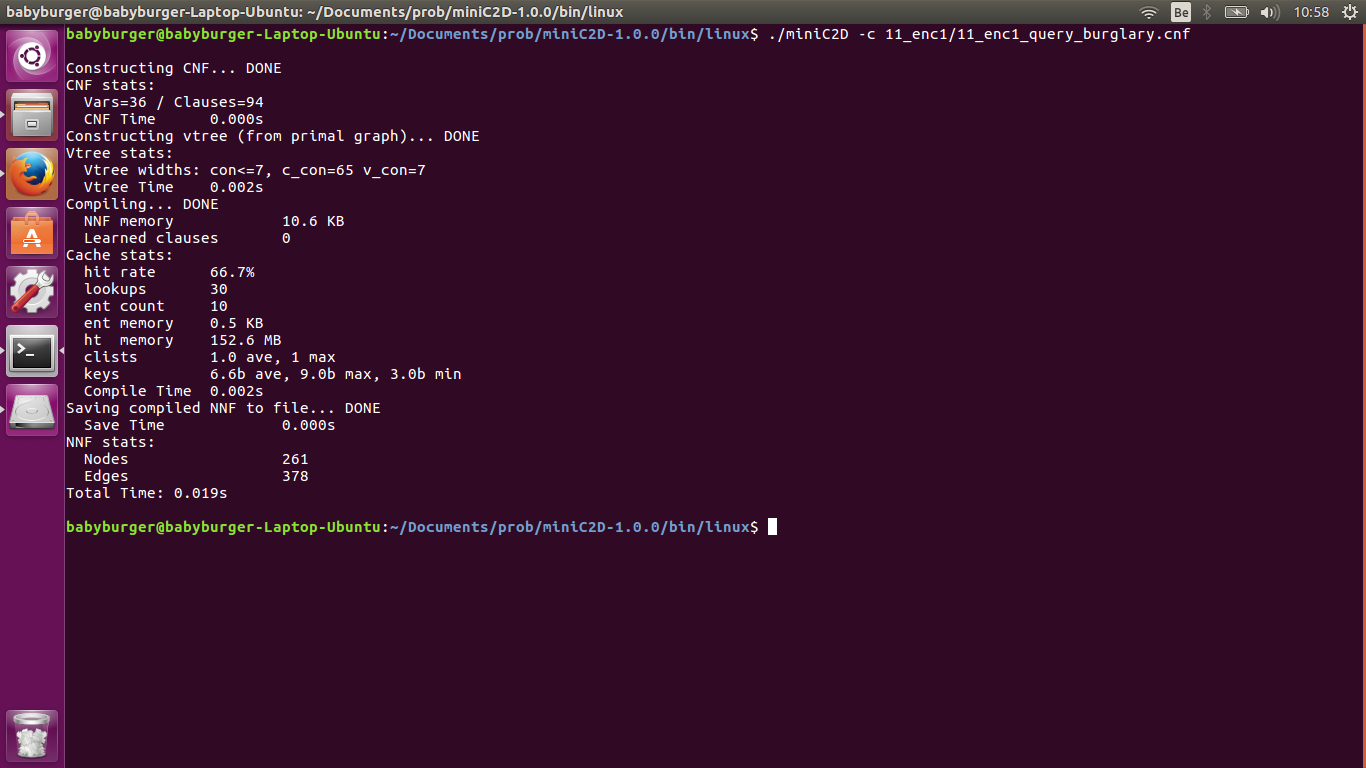 babyburger@babyburger-Laptop-Ubuntu: ~/Documents/prob/miniC2D-1.0.0/bin/linux
Be
10:58
babyburger@babyburger-Laptop-Ubuntu:~/Documents/prob/miniC2D-1.0.0/bin/linux$ ./miniC2D -c 11_enc1/11_enc1_query_burglary.cnf
Constructing CNF... DONE
CNF stats:
  Vars=36 / Clauses=94
  CNF Time      0.000s
Constructing vtree (from primal graph)... DONE
Vtree stats:
  Vtree widths: con<=7, c_con=65 v_con=7
  Vtree Time    0.002s
Compiling... DONE
  NNF memory            10.6 KB
  Learned clauses       0
Cache stats:
  hit rate      66.7%
  lookups       30
  ent count     10
  ent memory    0.5 KB
  ht  memory    152.6 MB
  clists        1.0 ave, 1 max
  keys          6.6b ave, 9.0b max, 3.0b min
  Compile Time  0.002s
Saving compiled NNF to file... DONE
  Save Time             0.000s
NNF stats:
  Nodes                 261
  Edges                 378
Total Time: 0.019s
babyburger@babyburger-Laptop-Ubuntu:~/Documents/prob/miniC2D-1.0.0/bin/linux$